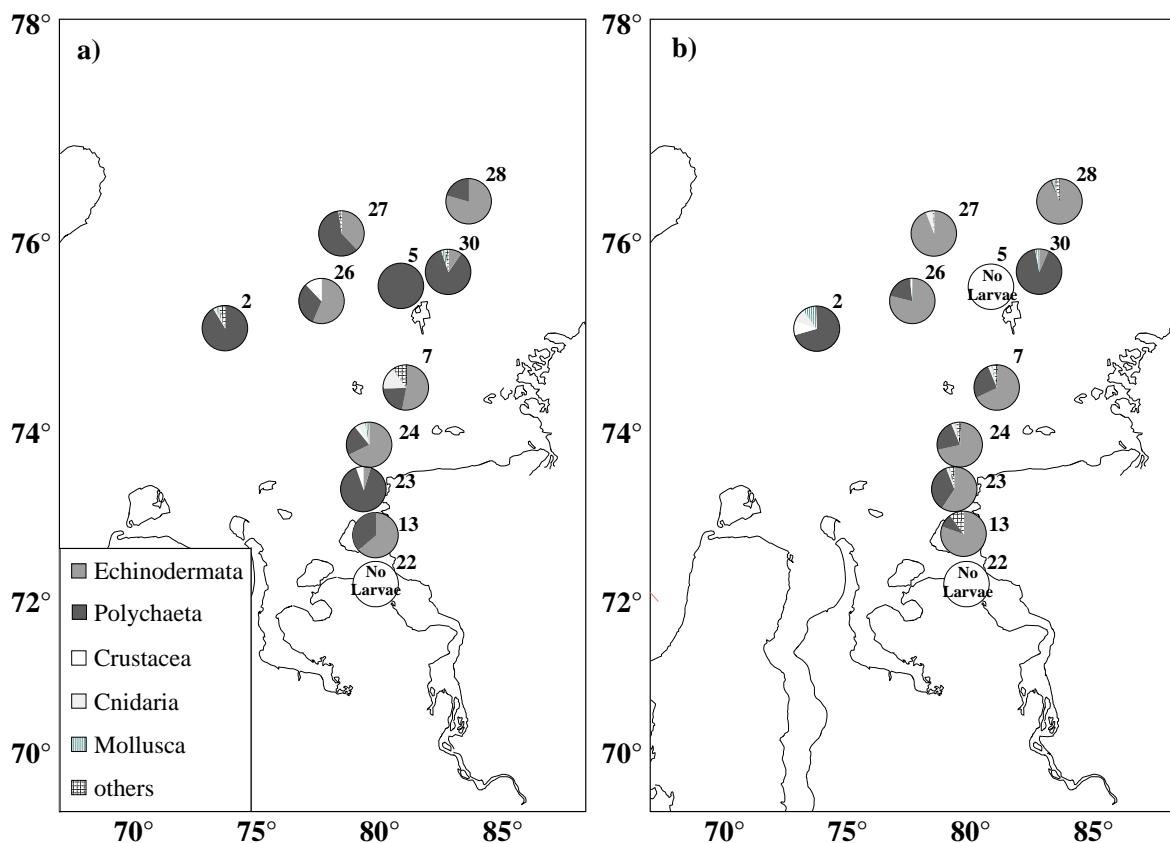 78°
a)
28
27
76°
5
30
26
2
7
74°
24
23
13
22
No
Larvae
72°
70°
Echinodermata
Polychaeta
Crustacea
Cnidaria
Mollusca
others
70°
75°
80°
85°
78°
b)
28
27
76°
5
30
No
Larvae
26
2
7
74°
24
23
13
22
No
Larvae
72°
70°
70°
75°
80°
85°